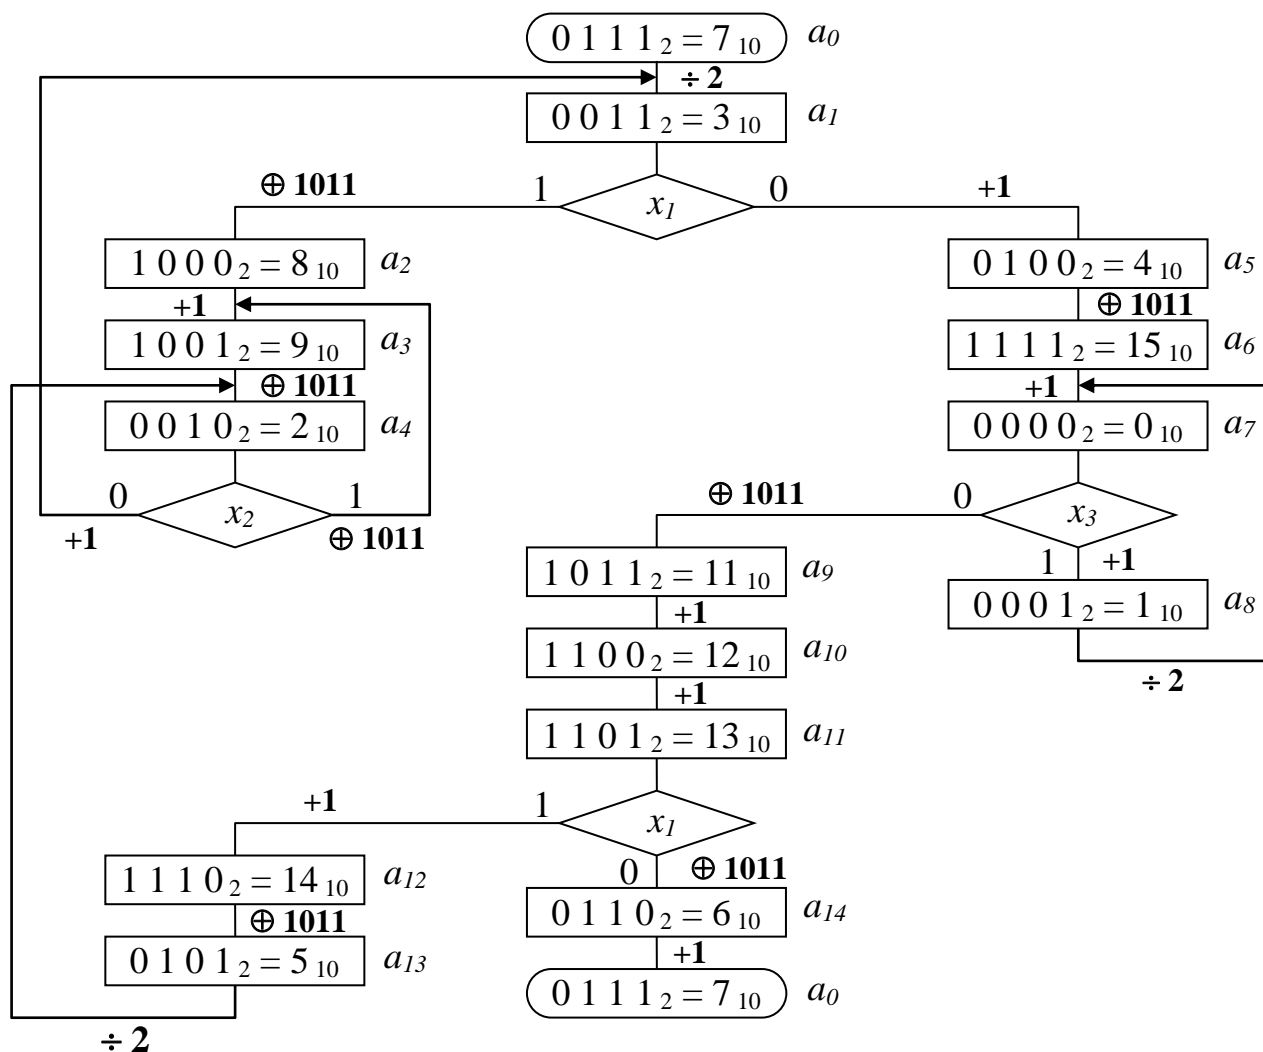 0 1 1 1 2 = 7 10 a0
÷ 2
0 0 1 1 2 = 3 10 a1
⊕ 1011 1 x1 0 +1
1 0 0 0 2 = 8 10 a2 0 1 0 0 2 = 4 10 a5
+1 ⊕ 1011
1 0 0 1 2 = 9 10 a3 1 1 1 1 2 = 15 10 a6
⊕ 1011 +1
0 0 1 0 2 = 2 10 a4 0 0 0 0 2 = 0 10 a7
0 x2 1 ⊕ 1011 0 x3
+1 ⊕ 1011
1 0 1 1 2 = 11 10 a9 1 +1
+1 0 0 0 1 2 = 1 10 a8
1 1 0 0 2 = 12 10 a10
+1 ÷ 2
1 1 0 1 2 = 13 10 a11
+1 1 x1
1 1 1 0 2 = 14 10 a12 0 ⊕ 1011
⊕ 1011 0 1 1 0 2 = 6 10 a14
0 1 0 1 2 = 5 10 a13 +1
0 1 1 1 2 = 7 10 a0
÷ 2